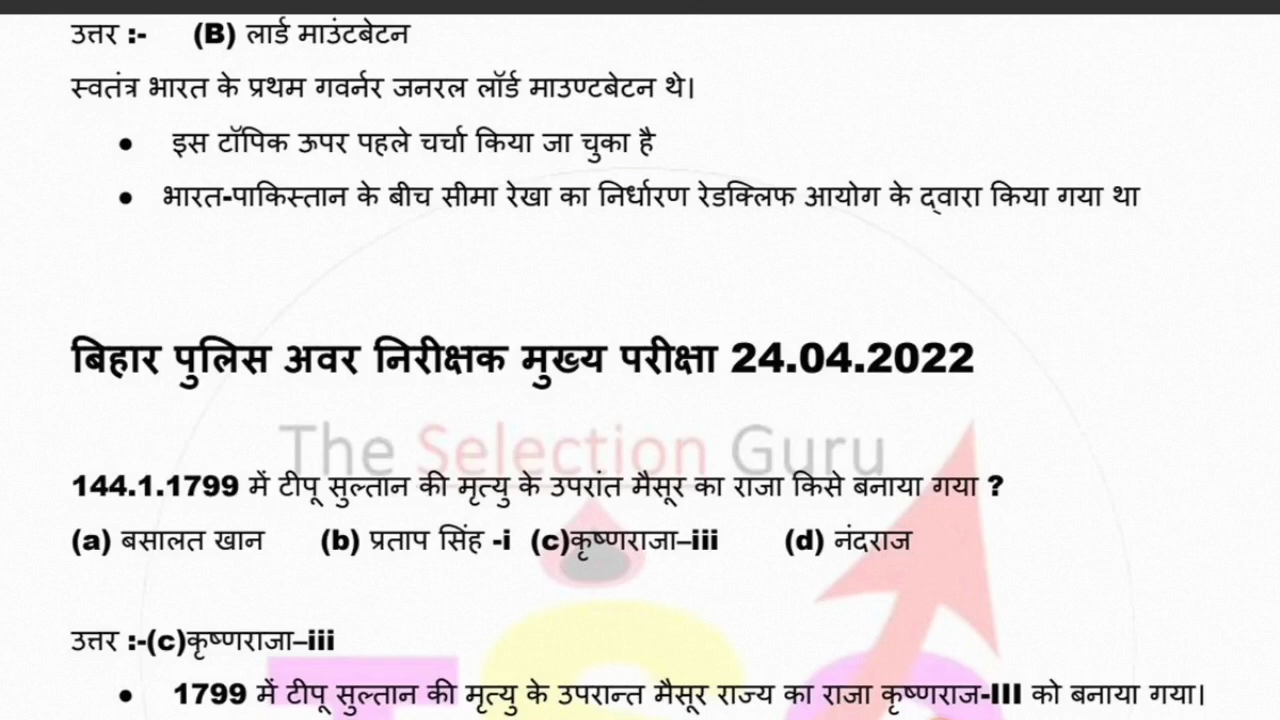 उत्तर :- (B) लार्ड माउंटबेटन
स्वतंत्र भारत के प्रथम गवर्नर जनरल लॉर्ड माउण्टबेटन थे।
• इस टॉपिक ऊपर पहले चर्चा किया जा चुका है
• भारत-पाकिस्तान के बीच सीमा रेखा का निर्धारण रेडक्लिफ आयोग के द्वारा किया गया था
बिहार पुलिस अवर निरीक्षक मुख्य परीक्षा 24.04.2022
The Selection Guru
144.1.1799 में टीपू सुल्तान की मृत्यु के उपरांत मैसूर का राजा किसे बनाया गया ?
(a) बसालत खान (b) प्रताप सिंह -i (c)कृष्णराजा–iii (d) नंदराज
उत्तर :-(c)कृष्णराजा–iii
• 1799 में टीपू सुल्तान की मृत्यु के उपरान्त मैसूर राज्य का राजा कृष्णराज-III को बनाया गया।